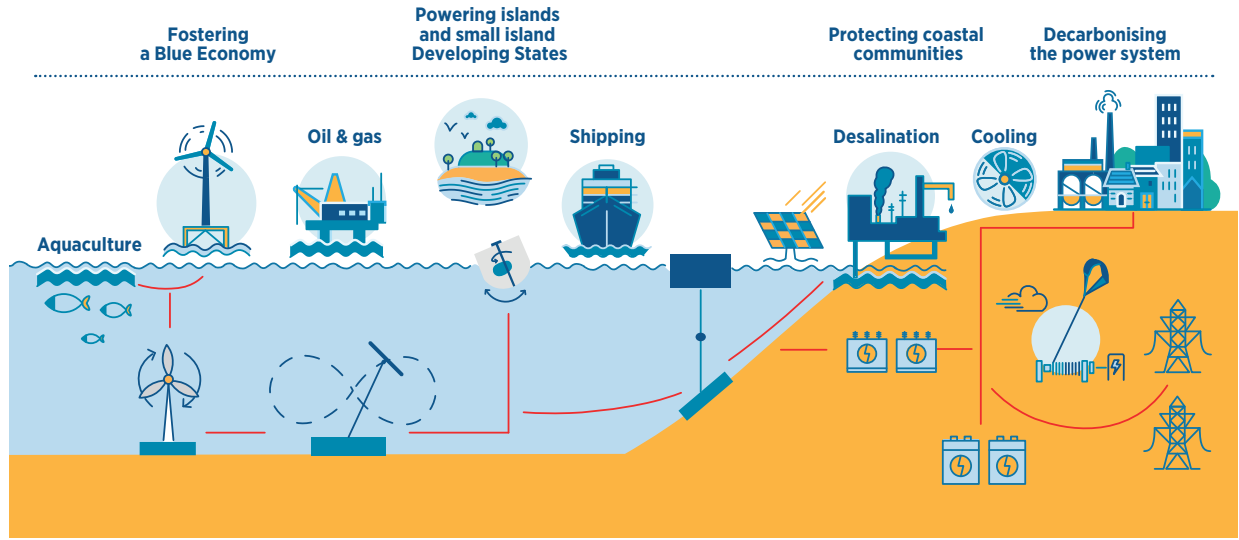 Fostering
a Blue Economy
Powering islands
and small island
Developing States
Protecting coastal
communities
Decarbonising
the power system
Oil & gas
Shipping
Desalination
Cooling
Aquaculture